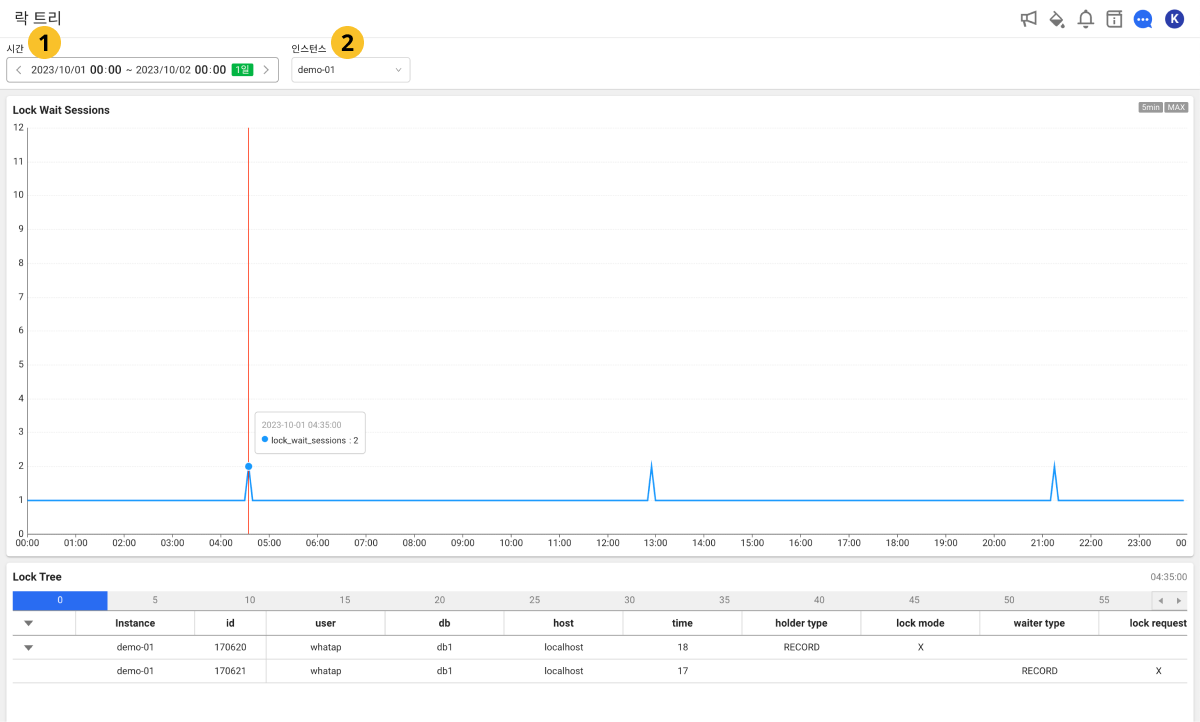 락 트리
K
시간 1 인스턴스 2
2023/10/01 00:00 ~ 2023/10/02 00:00 1일 demo-01
Lock Wait Sessions 5min MAX
12
11
10
9
8
7
6
5
4
3
2
1
0
2023-10-01 04:35:00
lock_wait_sessions : 2
00:00 01:00 02:00 03:00 04:00 05:00 06:00 07:00 08:00 09:00 10:00 11:00 12:00 13:00 14:00 15:00 16:00 17:00 18:00 19:00 20:00 21:00 22:00 23:00 00
Lock Tree 04:35:00
0 5 10 15 20 25 30 35 40 45 50 55
Instance id user db host time holder type lock mode waiter type lock request
demo-01 170620 whatap db1 localhost 18 RECORD X
demo-01 170621 whatap db1 localhost 17 RECORD X